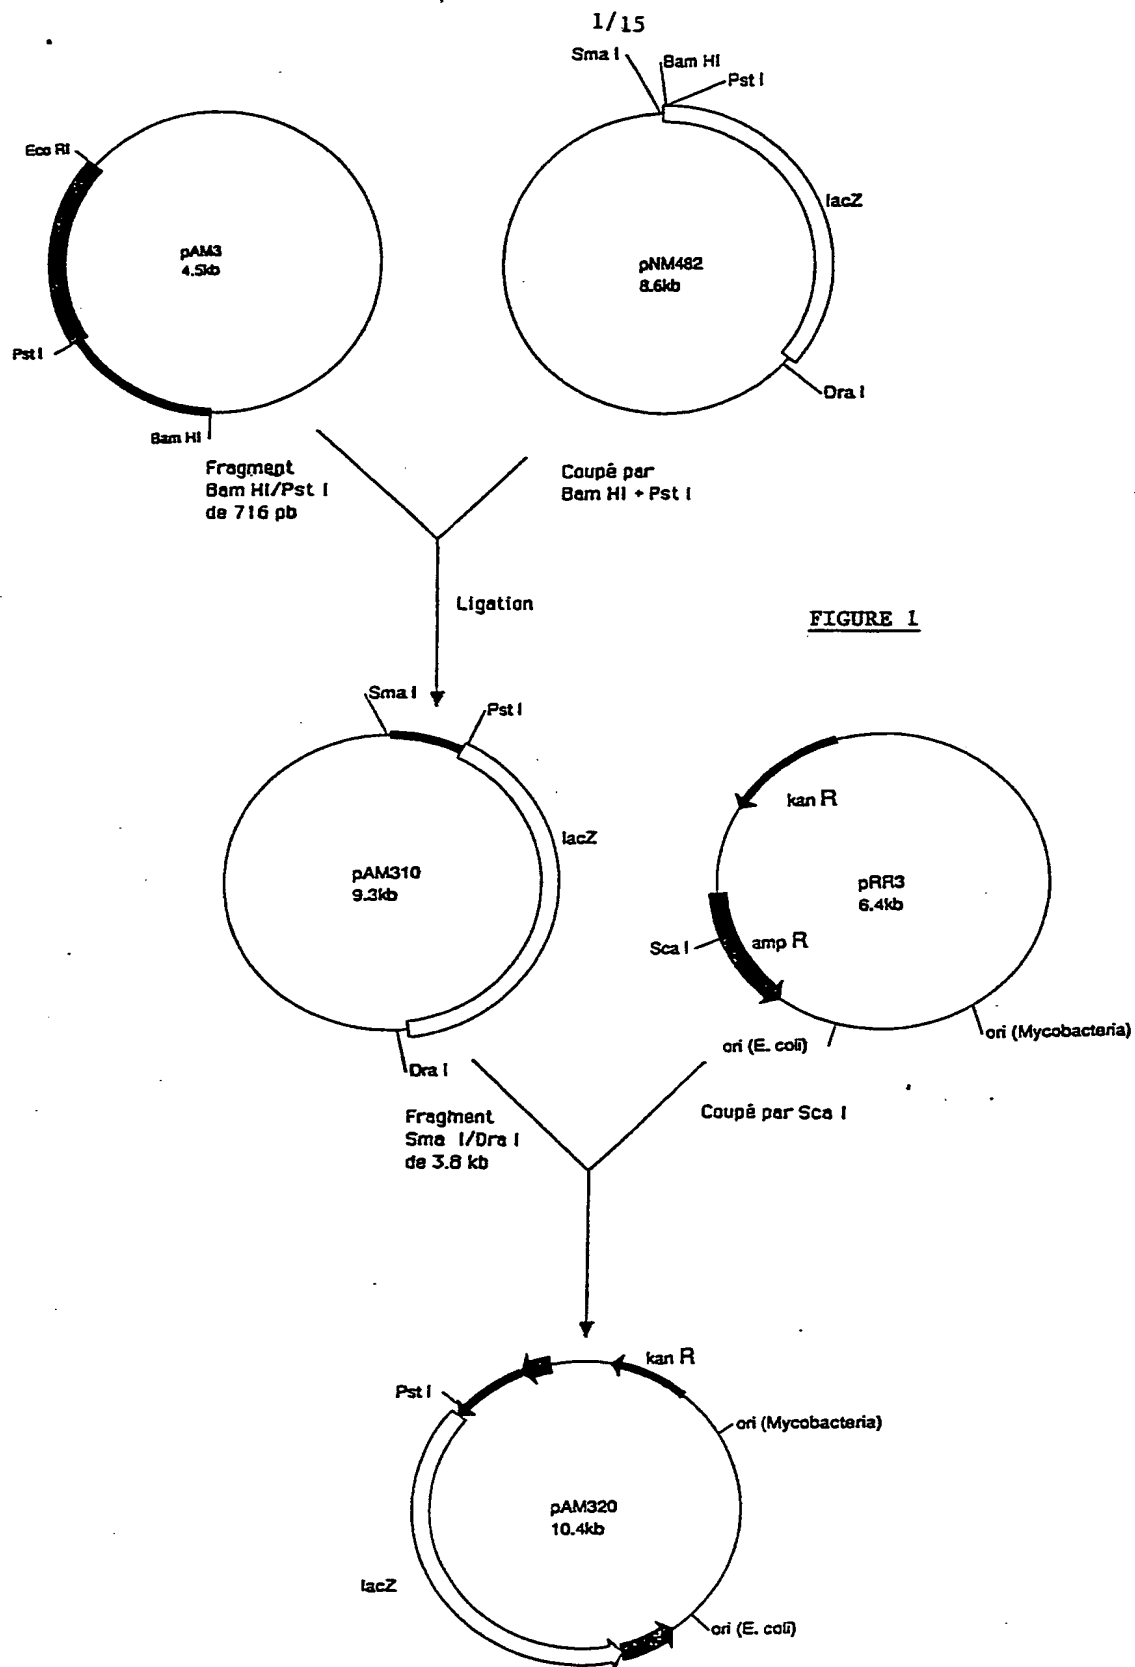 1/15
Sma I
Bam HI
Pst I
Eco RI
lacZ
pAM3
4.5kb
pNM482
8.6kb
Pst I
Dra I
Bam HI
Fragment
Bam HI/Pst I
de 716 pb
Coupé par
Bam HI + Pst I
Ligation
FIGURE 1
Sma I
Pst I
kan R
lacZ
pAM310
9.3kb
pRR3
6.4kb
Sca I
amp R
ori (E. coli)
ori (Mycobacteria)
Dra I
Fragment
Sma I/Dra I
de 3.8 kb
Coupé par Sca I
kan R
Pst I
ori (Mycobacteria)
pAM320
10.4kb
lacZ
ori (E. coli)